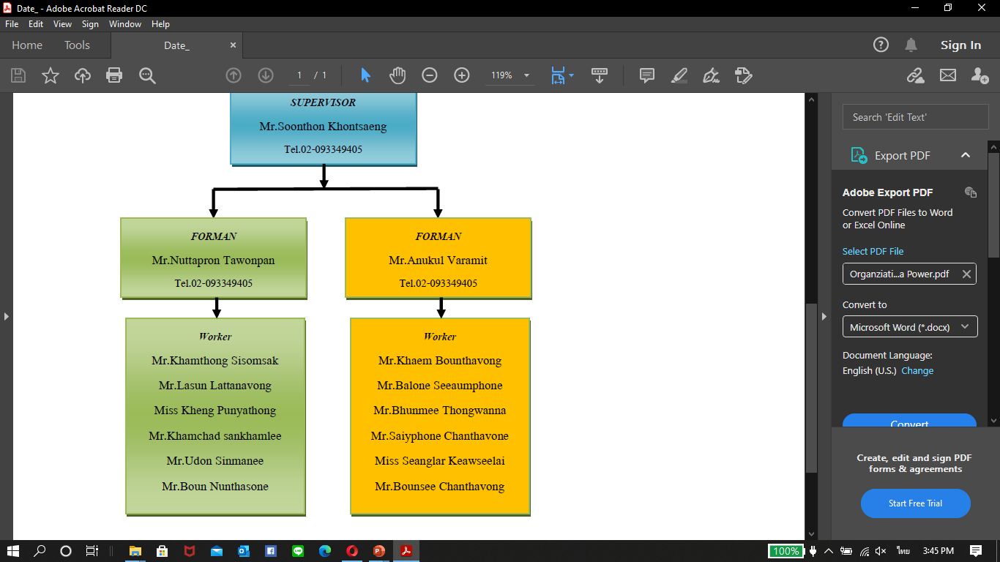 Date_ - Adobe Acrobat Reader DC
File Edit View Sign Window Help
Home Tools Date_ Sign In
1 / 1 119%
SUPERVISOR
Mr.Soonthon Khontsaeng
Tel.02-093349405
FORMAN
Mr.Nuttapron Tawonpan
Tel.02-093349405
FORMAN
Mr.Anukul Varamit
Tel.02-093349405
Worker
Mr.Khamthong Sisomsak
Mr.Lasun Lattanavong
Miss Kheng Punyathong
Mr.Khamchad sankhamlee
Mr.Udon Sinmanee
Mr.Boun Nunthasone
Worker
Mr.Khaem Bounthavong
Mr.Balone Seeaumphone
Mr.Bhunmee Thongwanna
Mr.Saiyphone Chanthavone
Miss Seanglar Keawseelai
Mr.Bounsee Chanthavong
Search 'Edit Text'
Export PDF
Adobe Export PDF
Convert PDF Files to Word
or Excel Online
Select PDF File
Organziati...a Power.pdf
Convert to
Microsoft Word (*.docx)
Document Language:
English (U.S.) Change
Convert
Create, edit and sign PDF
forms & agreements
Start Free Trial
100% ไทย 3:45 PM